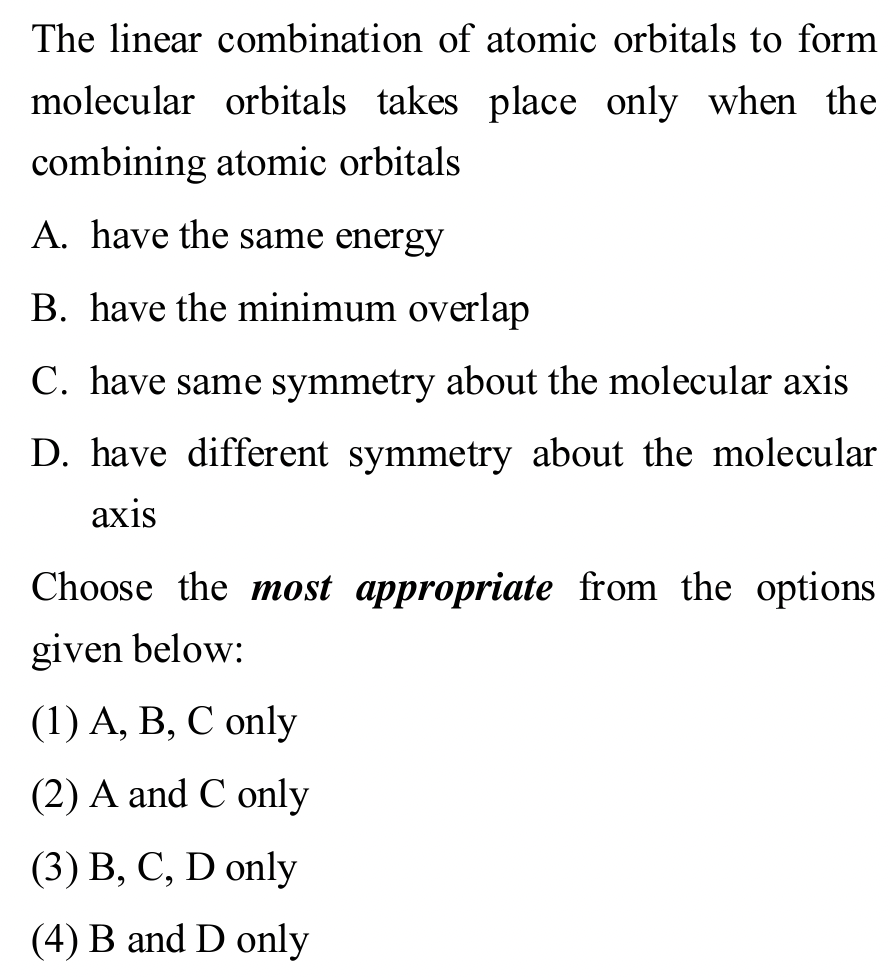 The linear combination of atomic orbitals to form
molecular orbitals takes place only when the
combining atomic orbitals
A. have the same energy
B. have the minimum overlap
C. have same symmetry about the molecular axis
D. have different symmetry about the molecular
axis
Choose the most appropriate from the options
given below:
(1) A, B, C only
(2) A and C only
(3) B, C, D only
(4) B and D only